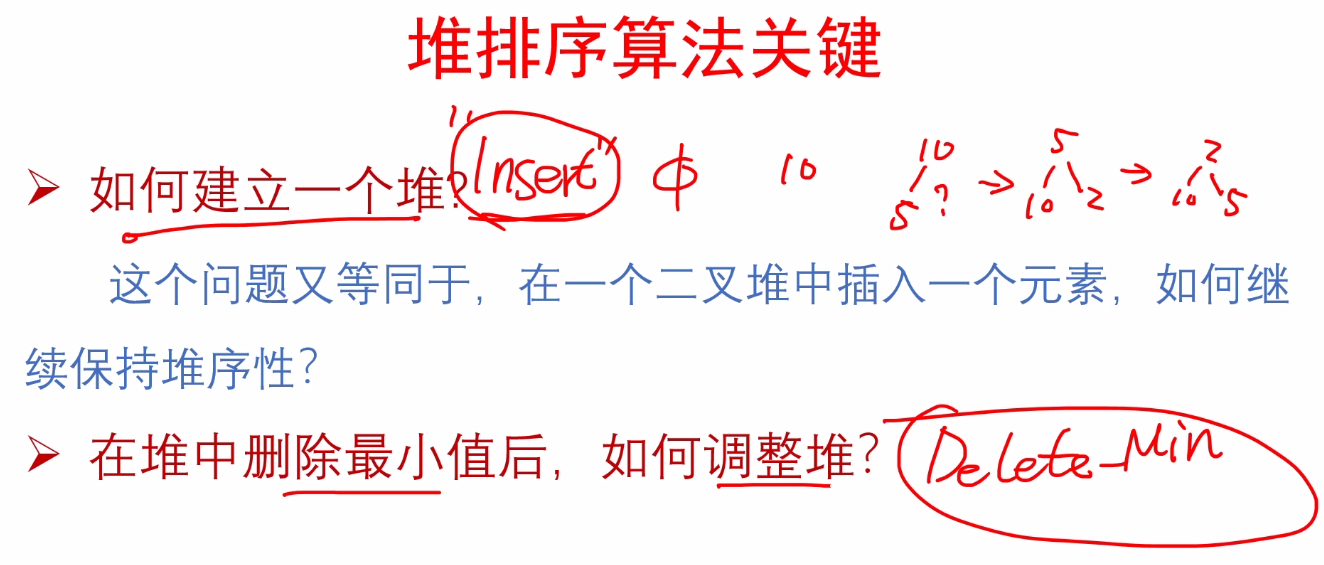 堆排序算法关键
➢ 如何建立一个堆? "Insert" ϕ 10 10 5 ? → 5 10 2 → 2 10 5
这个问题又等同于，在一个二叉堆中插入一个元素，如何继
续保持堆序性？
➢ 在堆中删除最小值后，如何调整堆？ Delete_Min